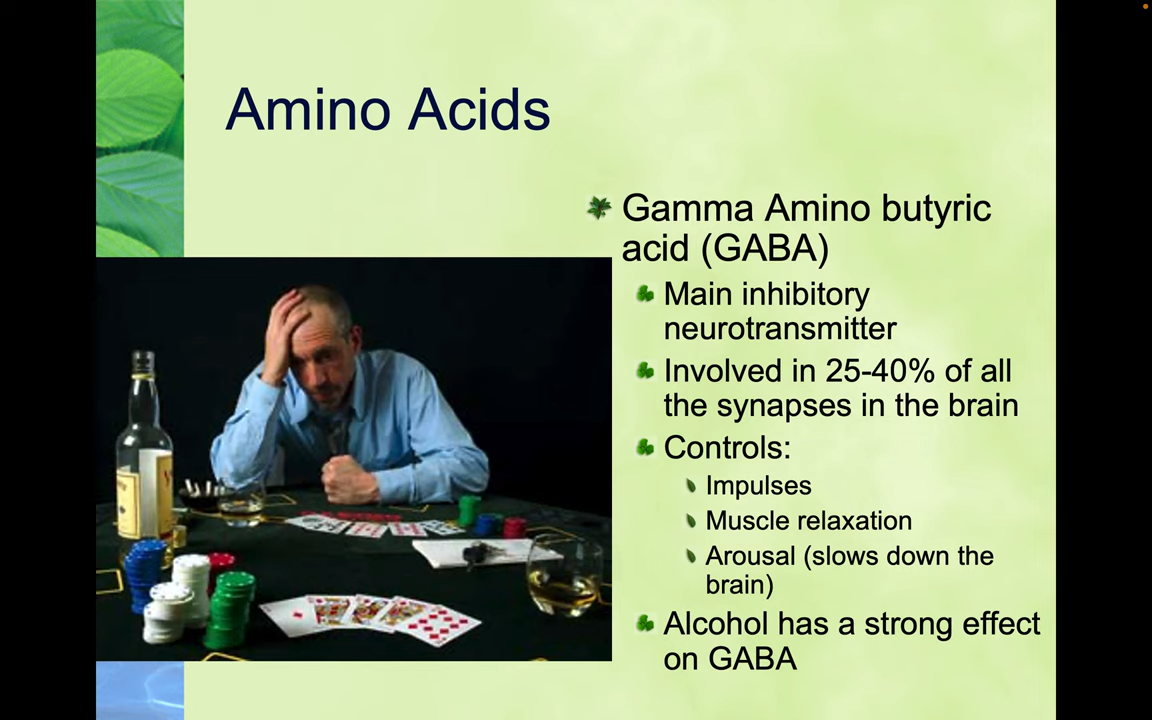 Amino Acids
Gamma Amino butyric
acid (GABA)
Main inhibitory
neurotransmitter
Involved in 25-40% of all
the synapses in the brain
Controls:
Impulses
Muscle relaxation
Arousal (slows down the
brain)
Alcohol has a strong effect
on GABA